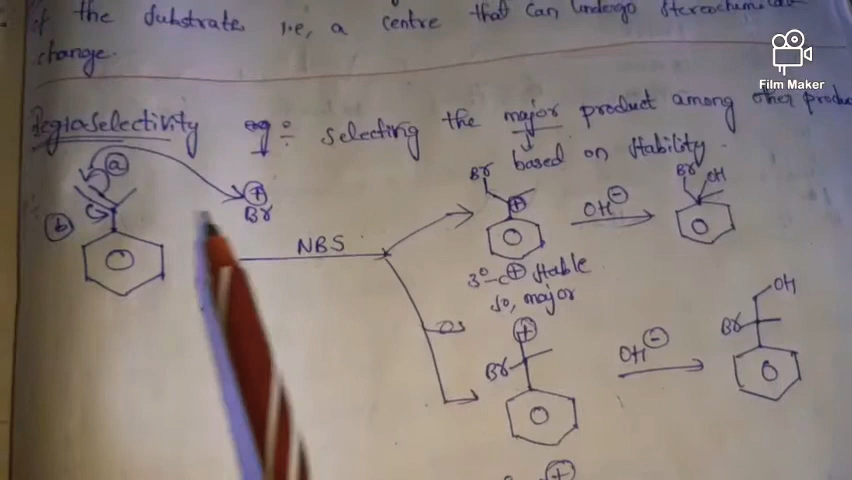 of the substrate i.e, a centre that can undergo stereochemical
change.
Film Maker
Regioselectivity eg ÷ selecting the major product among other produc
based on stability.
a
⊕
Br
b
NBS
Br
⊕
OH⊖
Br OH
3°-C⊕ stable
so, major
⊕
Br
OH⊖
OH
Br
⊕